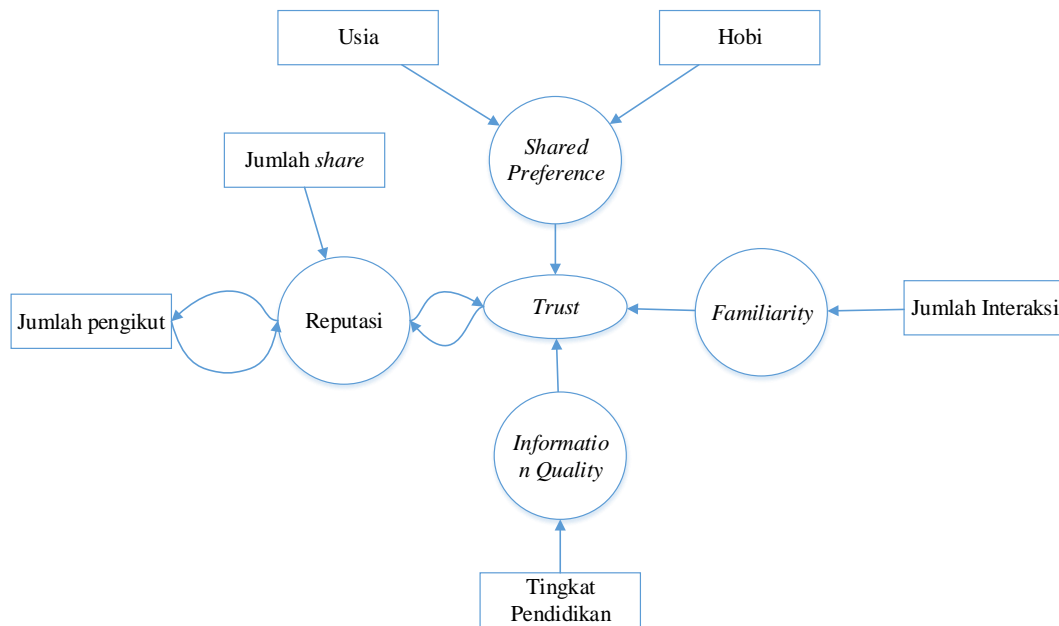 Usia
Hobi
Shared
Preference
Jumlah share
Jumlah pengikut
Reputasi
Trust
Familiarity
Jumlah Interaksi
Informatio
n Quality
Tingkat
Pendidikan